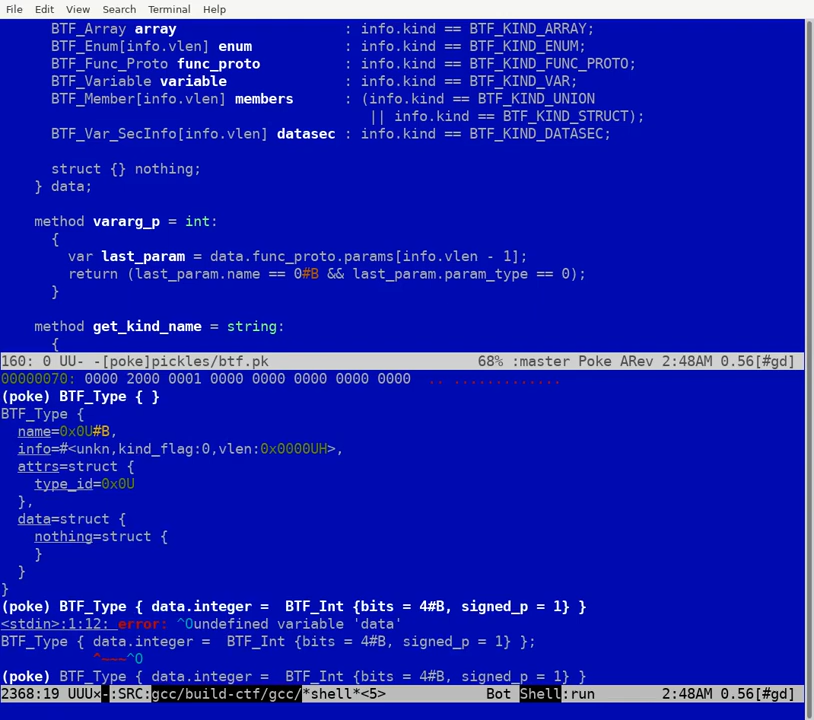 File Edit View Search Terminal Help
BTF_Array array : info.kind == BTF_KIND_ARRAY;
BTF_Enum[info.vlen] enum : info.kind == BTF_KIND_ENUM;
BTF_Func_Proto func_proto : info.kind == BTF_KIND_FUNC_PROTO;
BTF_Variable variable : info.kind == BTF_KIND_VAR;
BTF_Member[info.vlen] members : (info.kind == BTF_KIND_UNION
|| info.kind == BTF_KIND_STRUCT);
BTF_Var_SecInfo[info.vlen] datasec : info.kind == BTF_KIND_DATASEC;
struct {} nothing;
} data;
method vararg_p = int:
{
var last_param = data.func_proto.params[info.vlen - 1];
return (last_param.name == 0#B && last_param.param_type == 0);
}
method get_kind_name = string:
{
160: 0 UU- -[poke]pickles/btf.pk 68% :master Poke ARev 2:48AM 0.56[#gd]
00000070: 0000 2000 0001 0000 0000 0000 0000 0000 .. .............
(poke) BTF_Type { }
BTF_Type {
name=0x0U#B,
info=#<unkn,kind_flag:0,vlen:0x0000UH>,
attrs=struct {
type_id=0x0U
},
data=struct {
nothing=struct {
}
}
}
(poke) BTF_Type { data.integer =  BTF_Int {bits = 4#B, signed_p = 1} }
<stdin>:1:12: error: ^Oundefined variable 'data'
BTF_Type { data.integer =  BTF_Int {bits = 4#B, signed_p = 1} };
^~~~^O
(poke) BTF_Type { data.integer =  BTF_Int {bits = 4#B, signed_p = 1} }
2368:19 UUU×-:SRC:gcc/build-ctf/gcc/*shell*<5> Bot Shell:run 2:48AM 0.56[#gd]